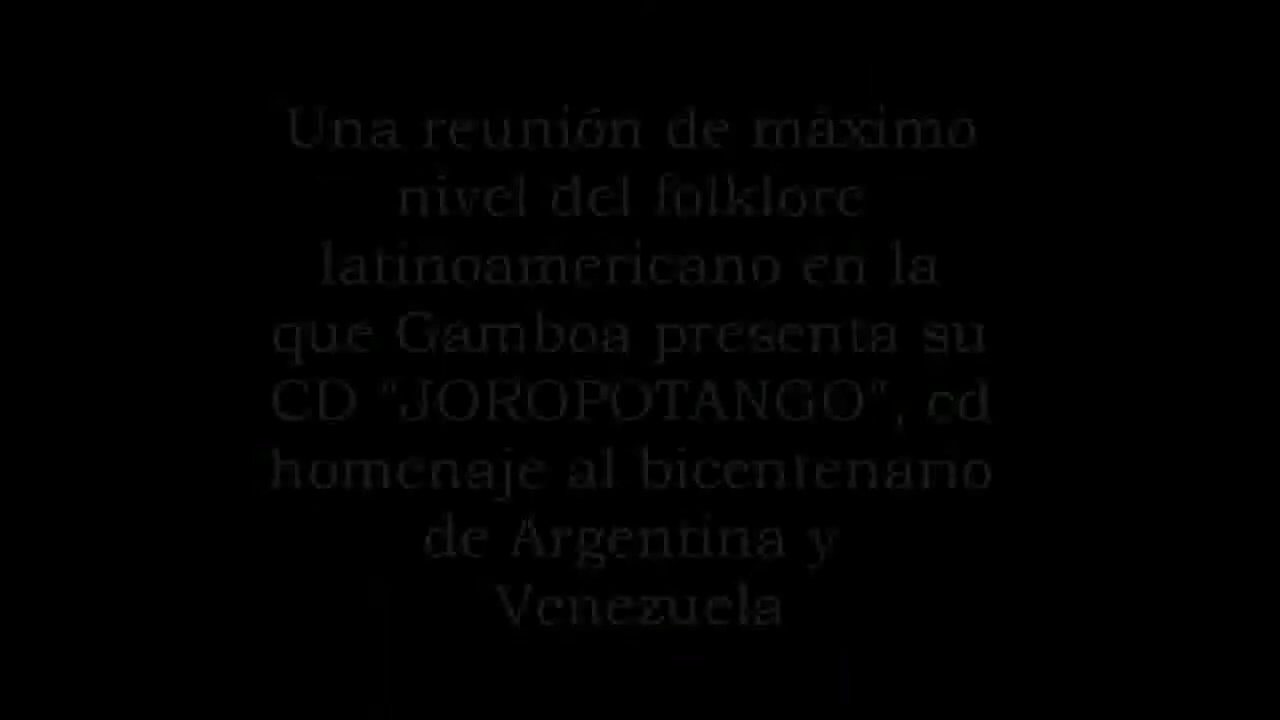 Una reunión de máximo
nivel del folklore
latinoamericano en la
que Gamboa presenta su
CD "JOROPOTANGO", cd
homenaje al bicentenario
de Argentina y
Venezuela